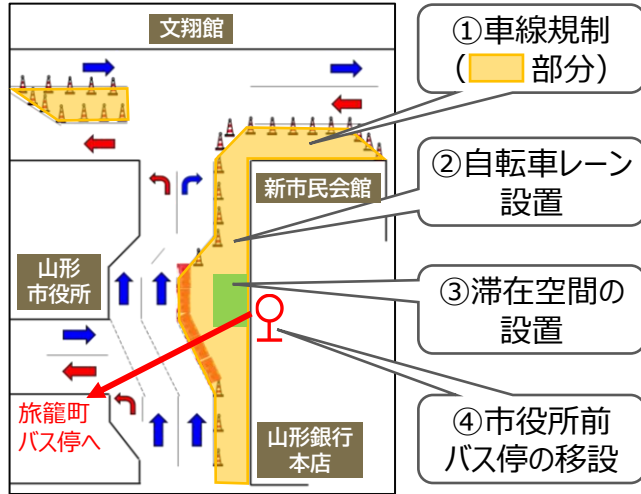 文翔館
①車線規制
（ 部分）
新市民会館
②自転車レーン
設置
山形
市役所
③滞在空間の
設置
旅籠町
バス停へ
山形銀行
本店
④市役所前
バス停の移設